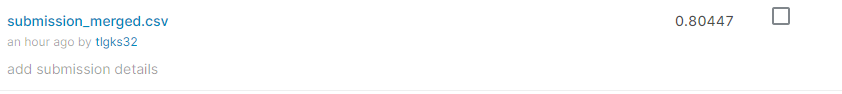 submission_merged.csv 0.80447
an hour ago by tlgks32
add submission details